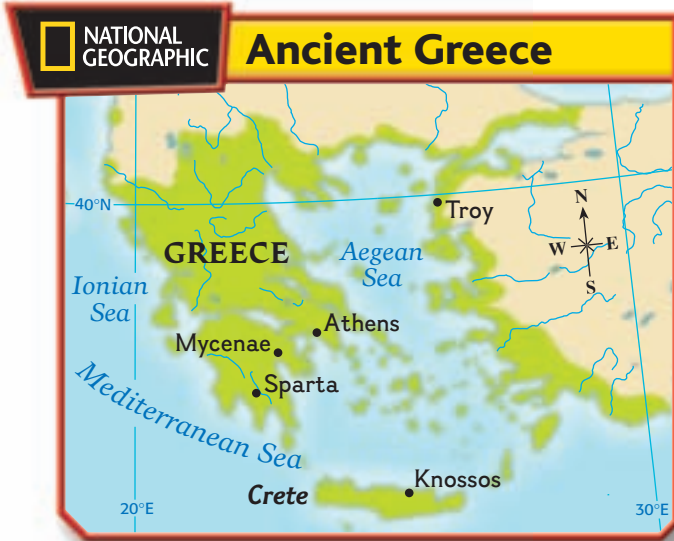 NATIONAL
GEOGRAPHIC
Ancient Greece
40°N
Troy
N
W
E
S
GREECE
Aegean
Sea
Ionian
Sea
Athens
Mycenae
Sparta
Mediterranean Sea
Knossos
Crete
20°E
30°E